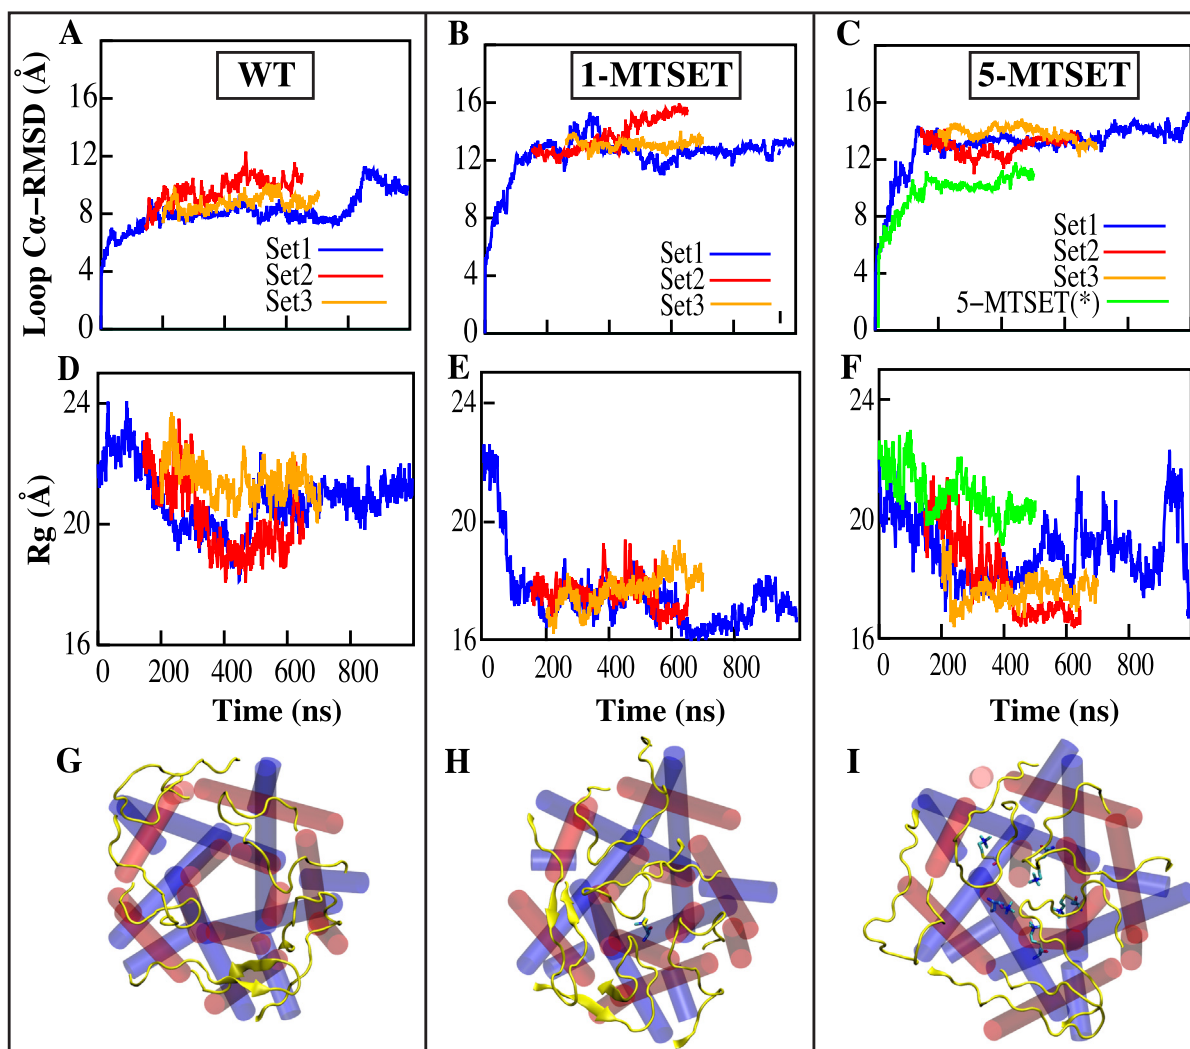 A
B
C
WT
1-MTSET
5-MTSET
Loop Cα−RMSD (Å)
16
12
8
4
0
Set1
Set2
Set3
16
12
8
4
0
Set1
Set2
Set3
16
12
8
4
0
Set1
Set2
Set3
5−MTSET(*)
D
E
F
Rg (Å)
24
20
16
0 200 400 600 800
Time (ns)
24
20
16
0 200 400 600 800
Time (ns)
24
20
16
0 200 400 600 800
Time (ns)
G
H
I